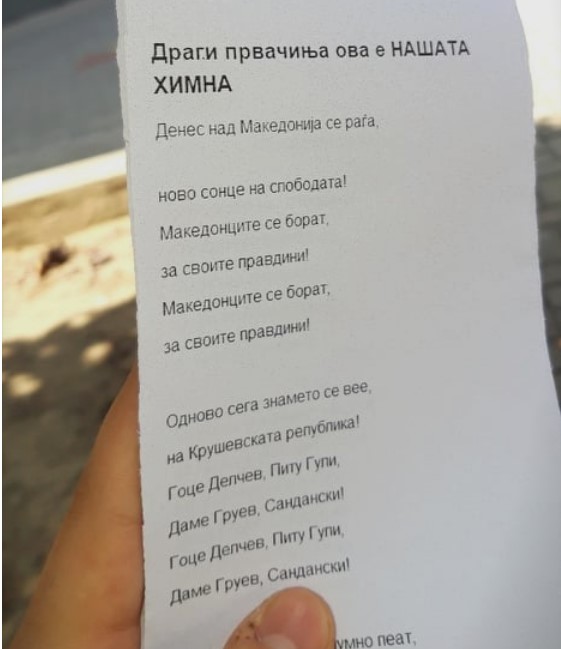 Драги првачиња ова е НАШАТА
ХИМНА
Денес над Македонија се раѓа,
ново сонце на слободата!
Македонците се борат,
за своите правдини!
Македонците се борат,
за своите правдини!
Одново сега знамето се вее,
на Крушевската република!
Гоце Делчев, Питу Гули,
Даме Груев, Сандански!
Гоце Делчев, Питу Гули,
Даме Груев, Сандански!
пеат,